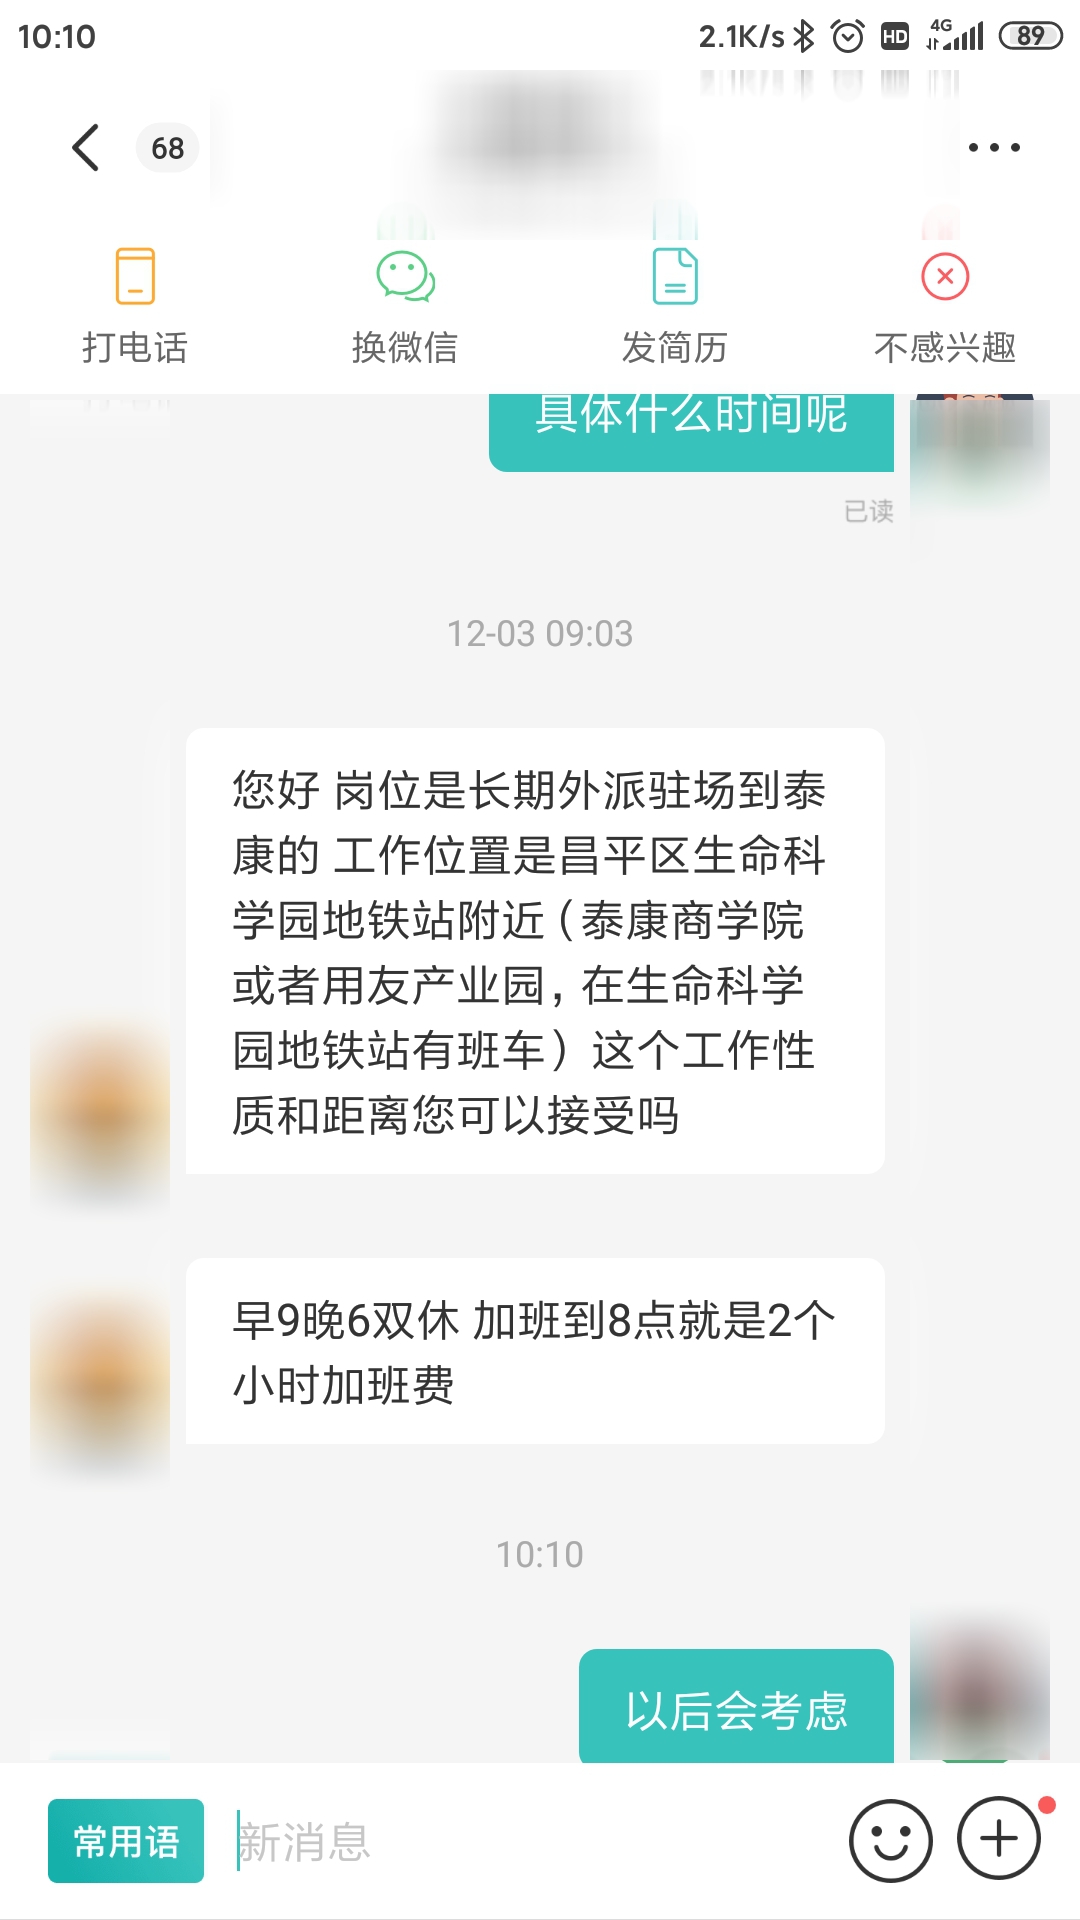 10:10
2.1K/s
HD
4G
89
68
打电话
换微信
发简历
不感兴趣
具体什么时间呢
已读
12-03 09:03
您好 岗位是长期外派驻场到泰
康的 工作位置是昌平区生命科
学园地铁站附近（泰康商学院
或者用友产业园，在生命科学
园地铁站有班车）这个工作性
质和距离您可以接受吗
早9晚6双休 加班到8点就是2个
小时加班费
10:10
以后会考虑
常用语
新消息